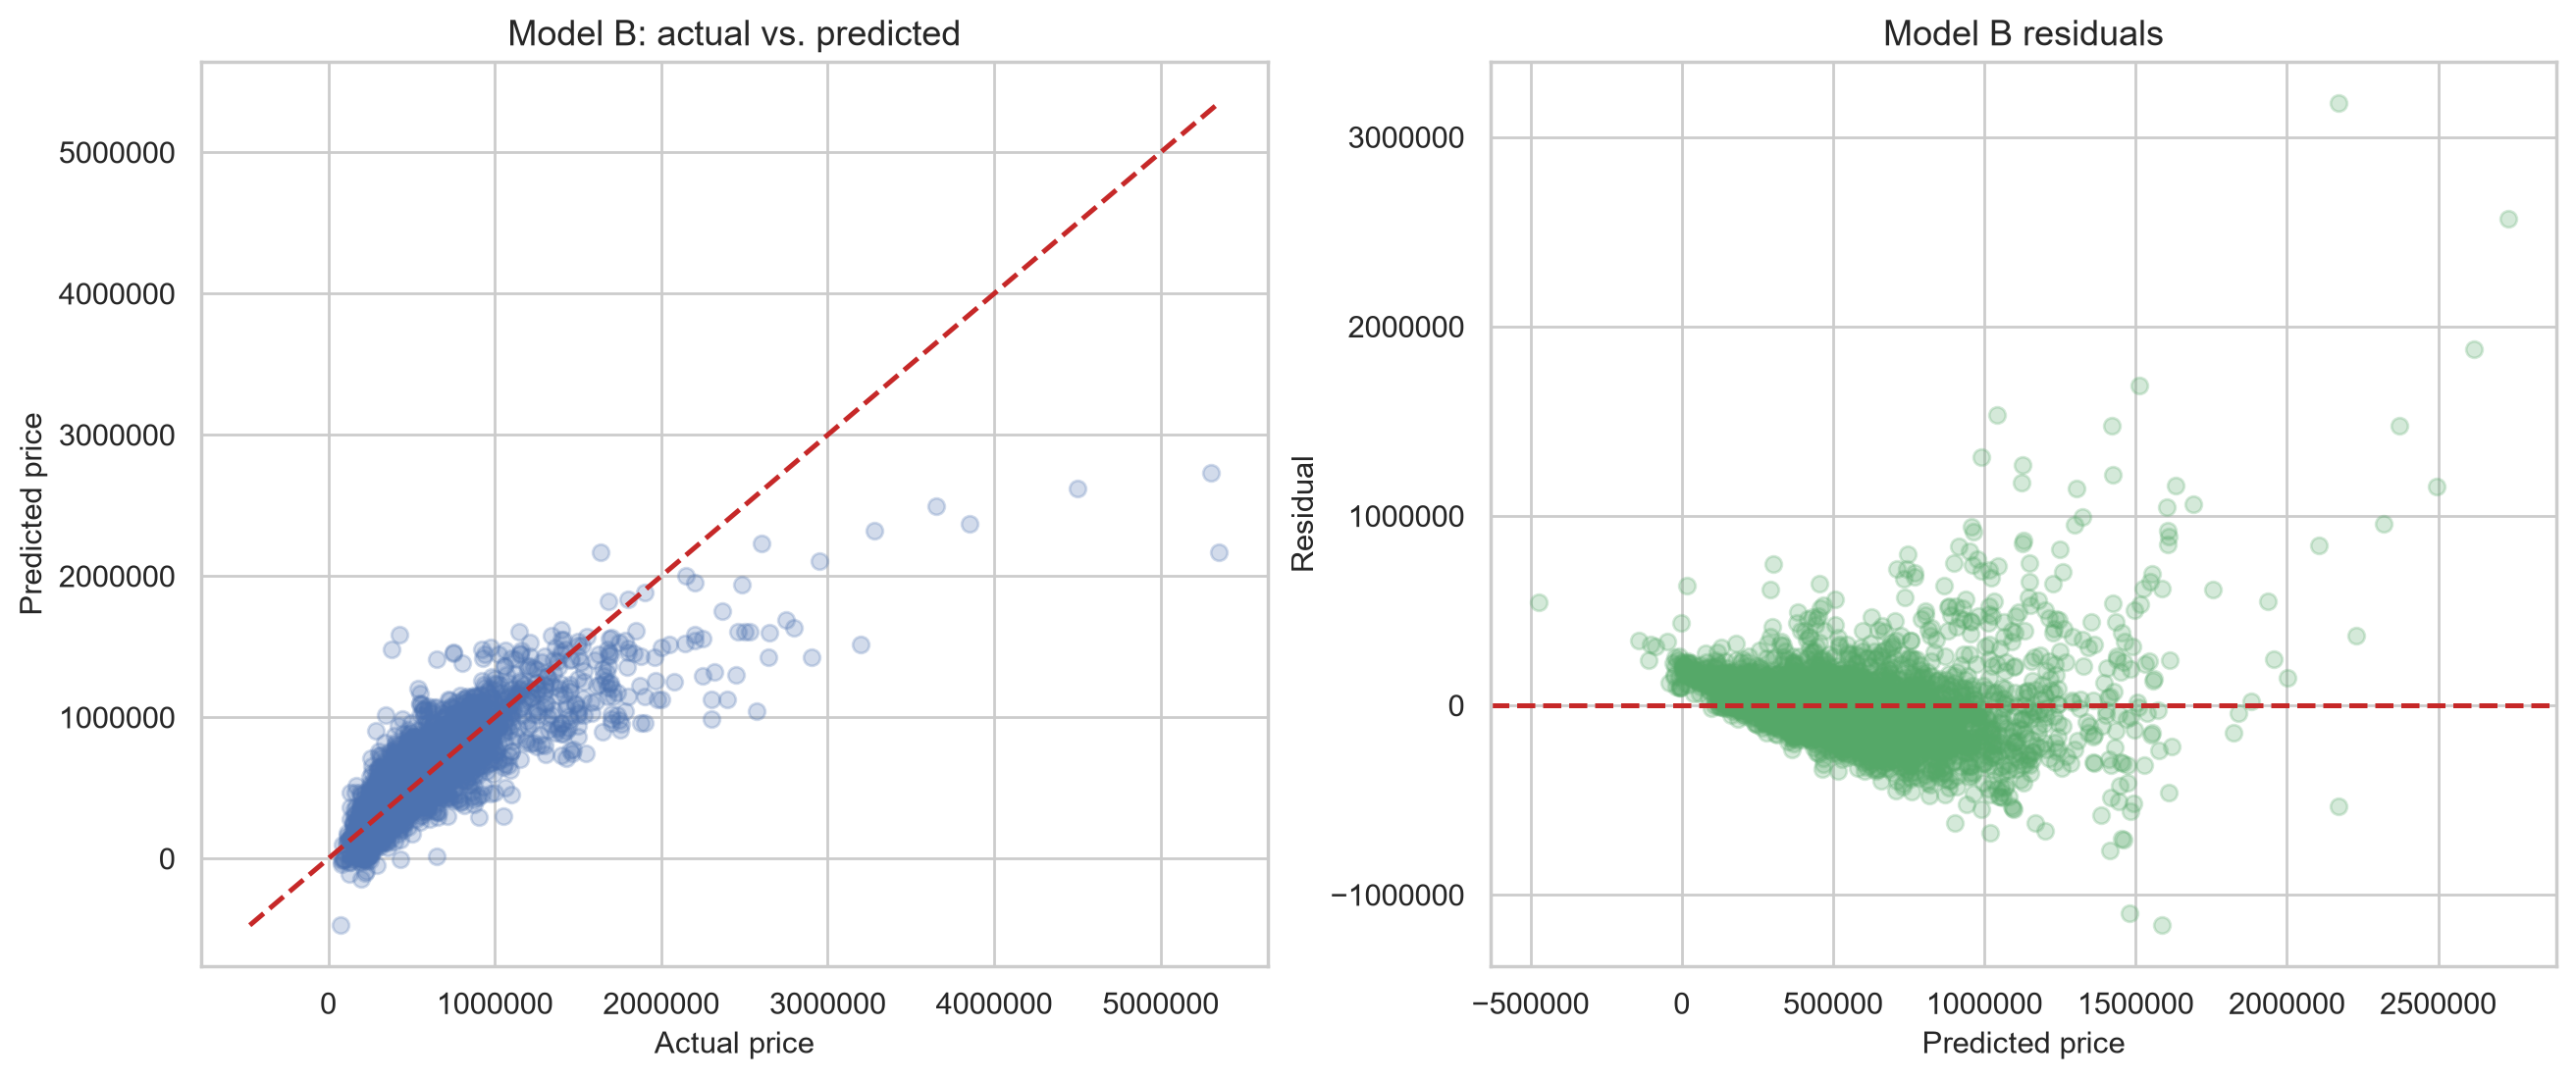 Model B: actual vs. predicted
5000000
4000000
3000000
2000000
1000000
0
Predicted price
0 1000000 2000000 3000000 4000000 5000000
Actual price
Model B residuals
3000000
2000000
1000000
0
−1000000
Residual
−500000 0 500000 1000000 1500000 2000000 2500000
Predicted price